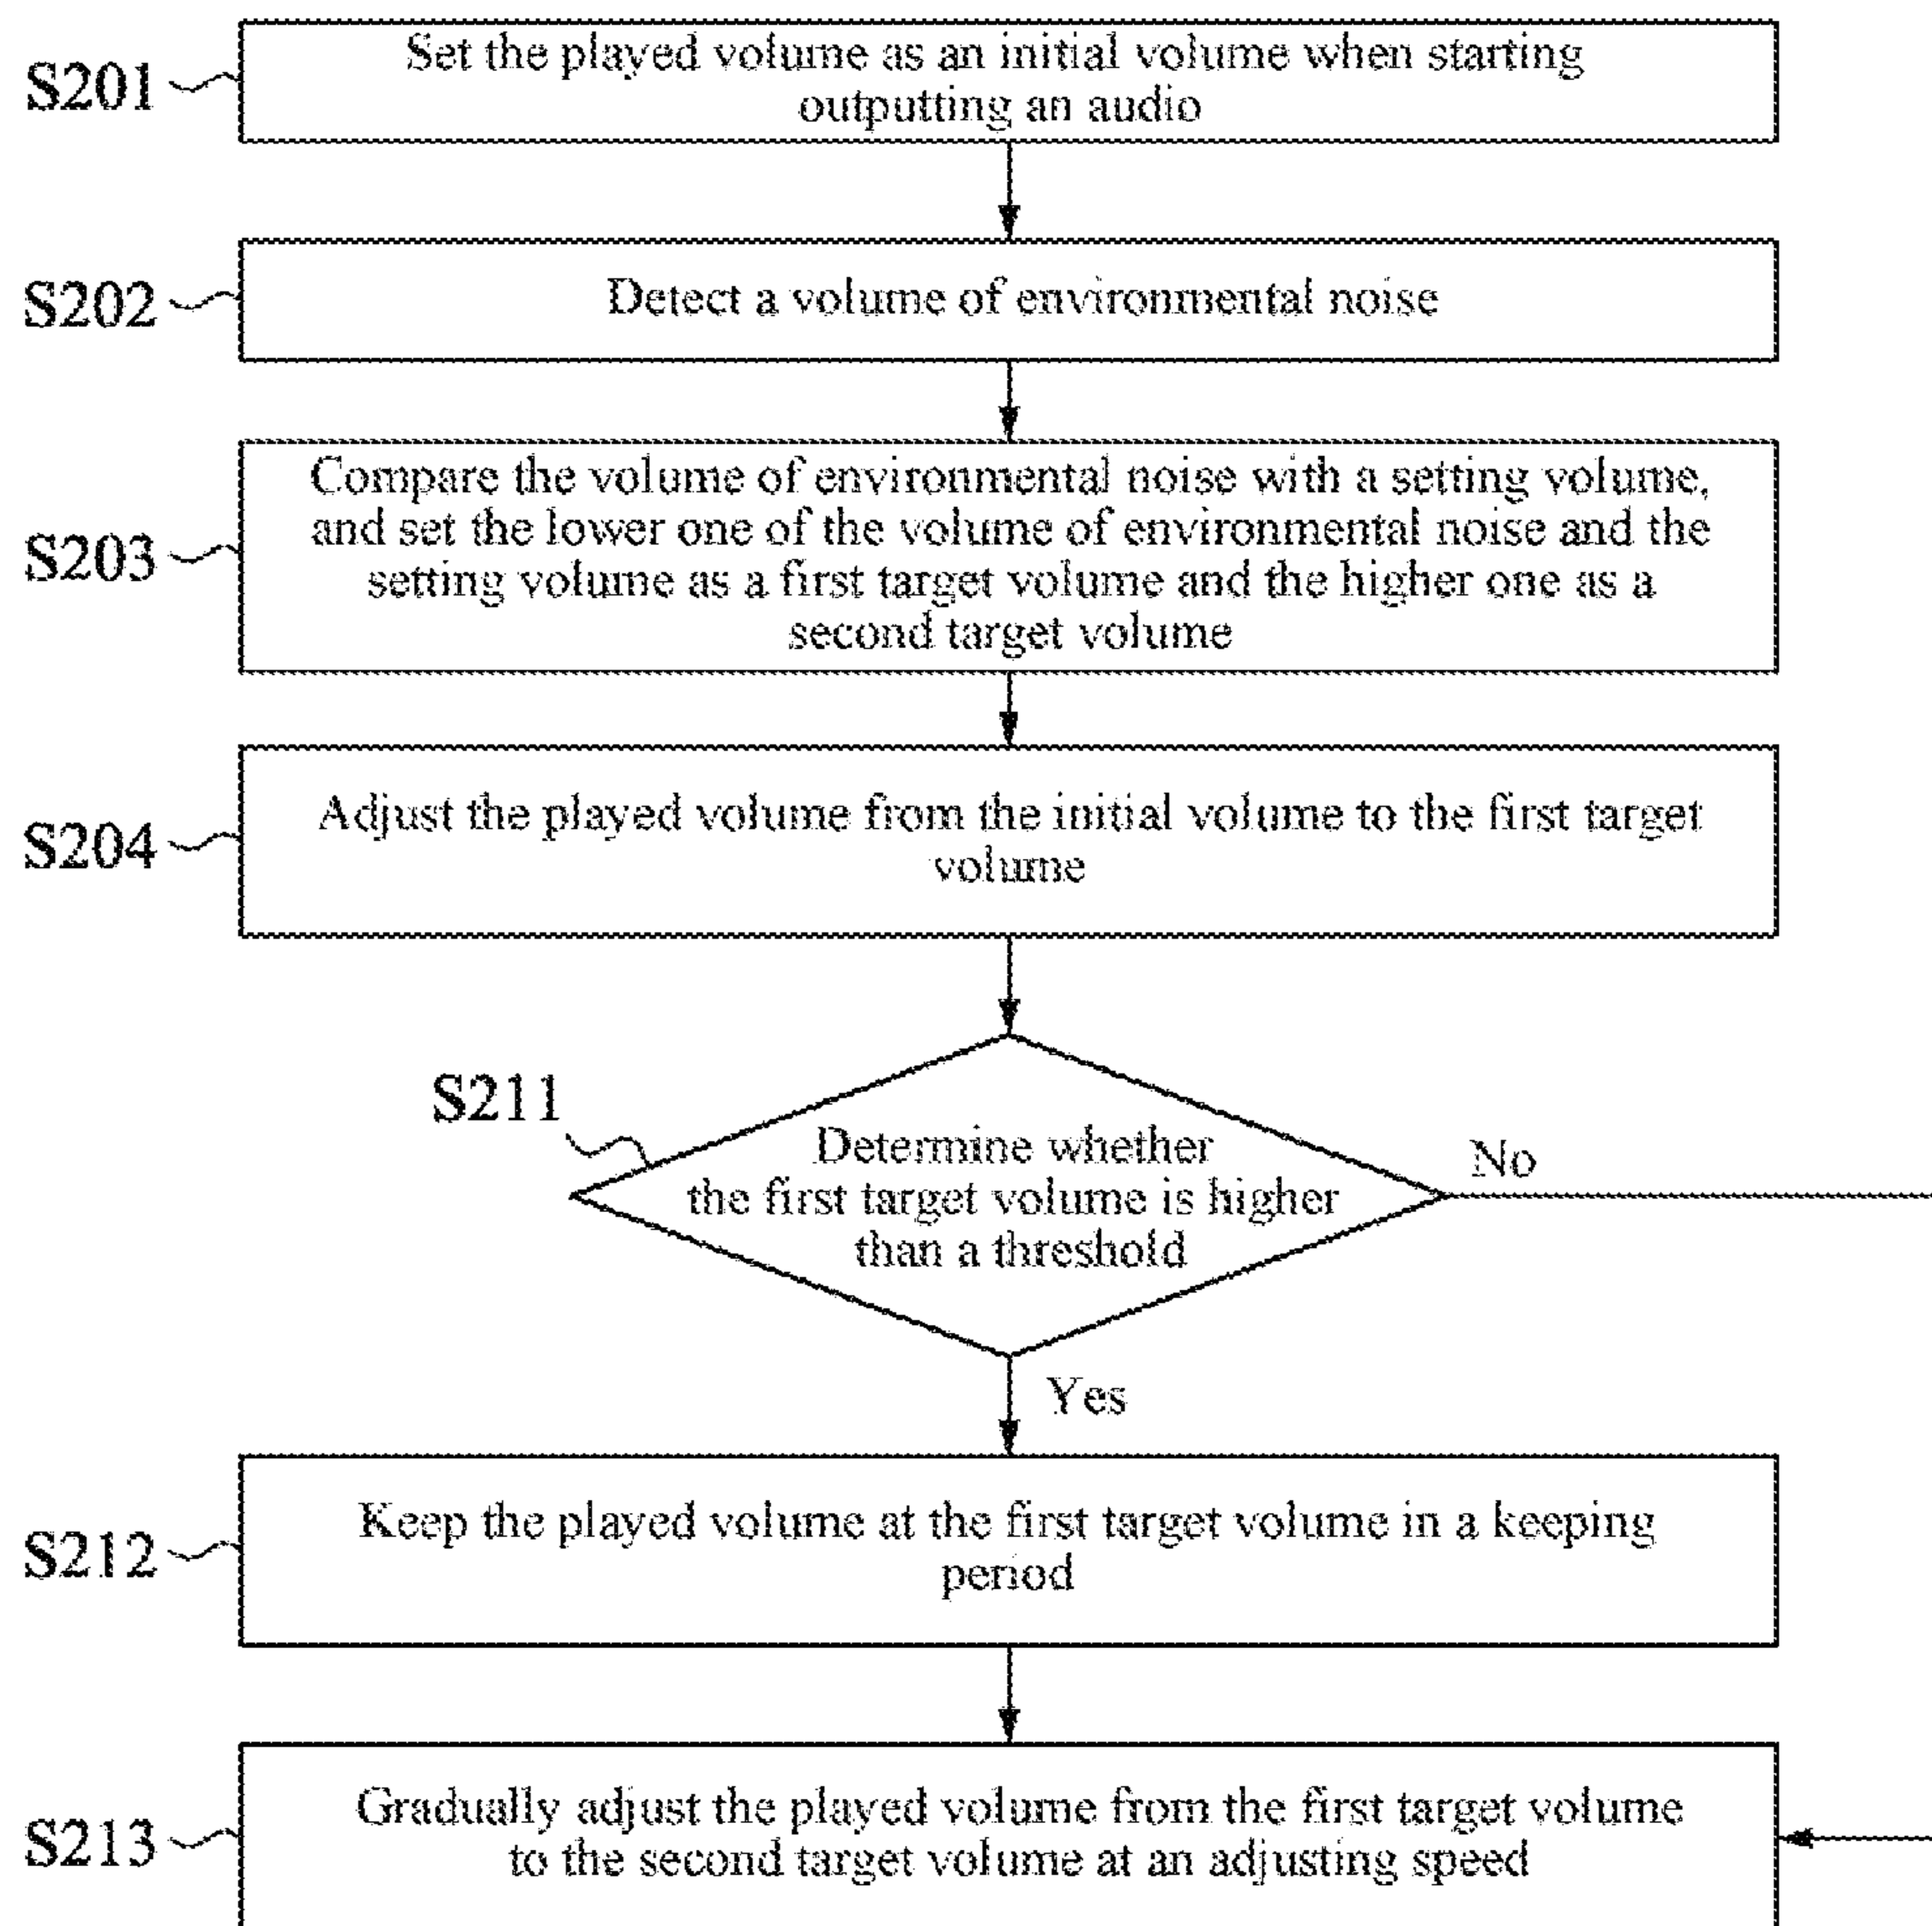 S201
Set the played volume as an initial volume when starting
outputting an audio
S202
Detect a volume of environmental noise
S203
Compare the volume of environmental noise with a setting volume,
and set the lower one of the volume of environmental noise and the
setting volume as a first target volume and the higher one as a
second target volume
S204
Adjust the played volume from the initial volume to the first target
volume
S211
Determine whether
the first target volume is higher
than a threshold
No
Yes
S212
Keep the played volume at the first target volume in a keeping
period
S213
Gradually adjust the played volume from the first target volume
to the second target volume at an adjusting speed